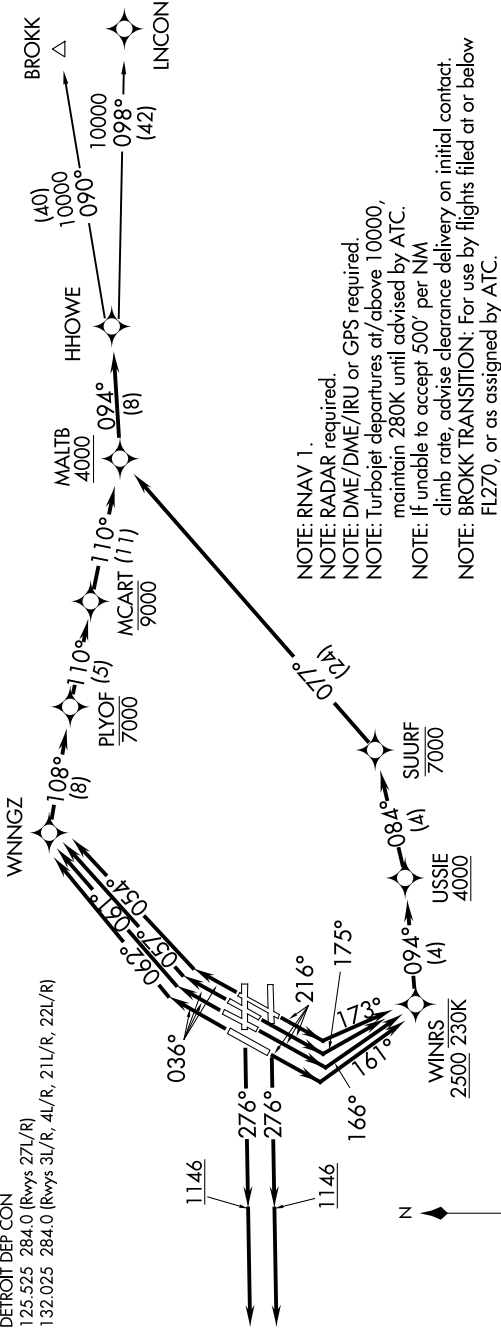 DETROIT DEP CON
125.525 284.0 (Rwys 27L/R)
132.025 284.0 (Rwys 3L/R, 4L/R, 21L/R, 22L/R)
WNNGZ
108°
(8)
PLYOF
7000
110°
(5)
MCART
9000
110°
(11)
MALTB
4000
094°
(8)
HHOWE
(40)
10000
090°
BROKK
10000
098°
(42)
LNCON
062°
061°
057°
054°
036°
276°
276°
1146
1146
216°
175°
173°
166°
161°
WINRS
2500 230K
094°
(4)
USSIE
4000
084°
(4)
SUURF
7000
077°
(24)
N
NOTE: RNAV 1.
NOTE: RADAR required.
NOTE: DME/DME/IRU or GPS required.
NOTE: Turbojet departures at/above 10000,
maintain 280K until advised by ATC.
NOTE: If unable to accept 500' per NM
climb rate, advise clearance delivery on initial contact.
NOTE: BROKK TRANSITION: For use by flights filed at or below
FL270, or as assigned by ATC.